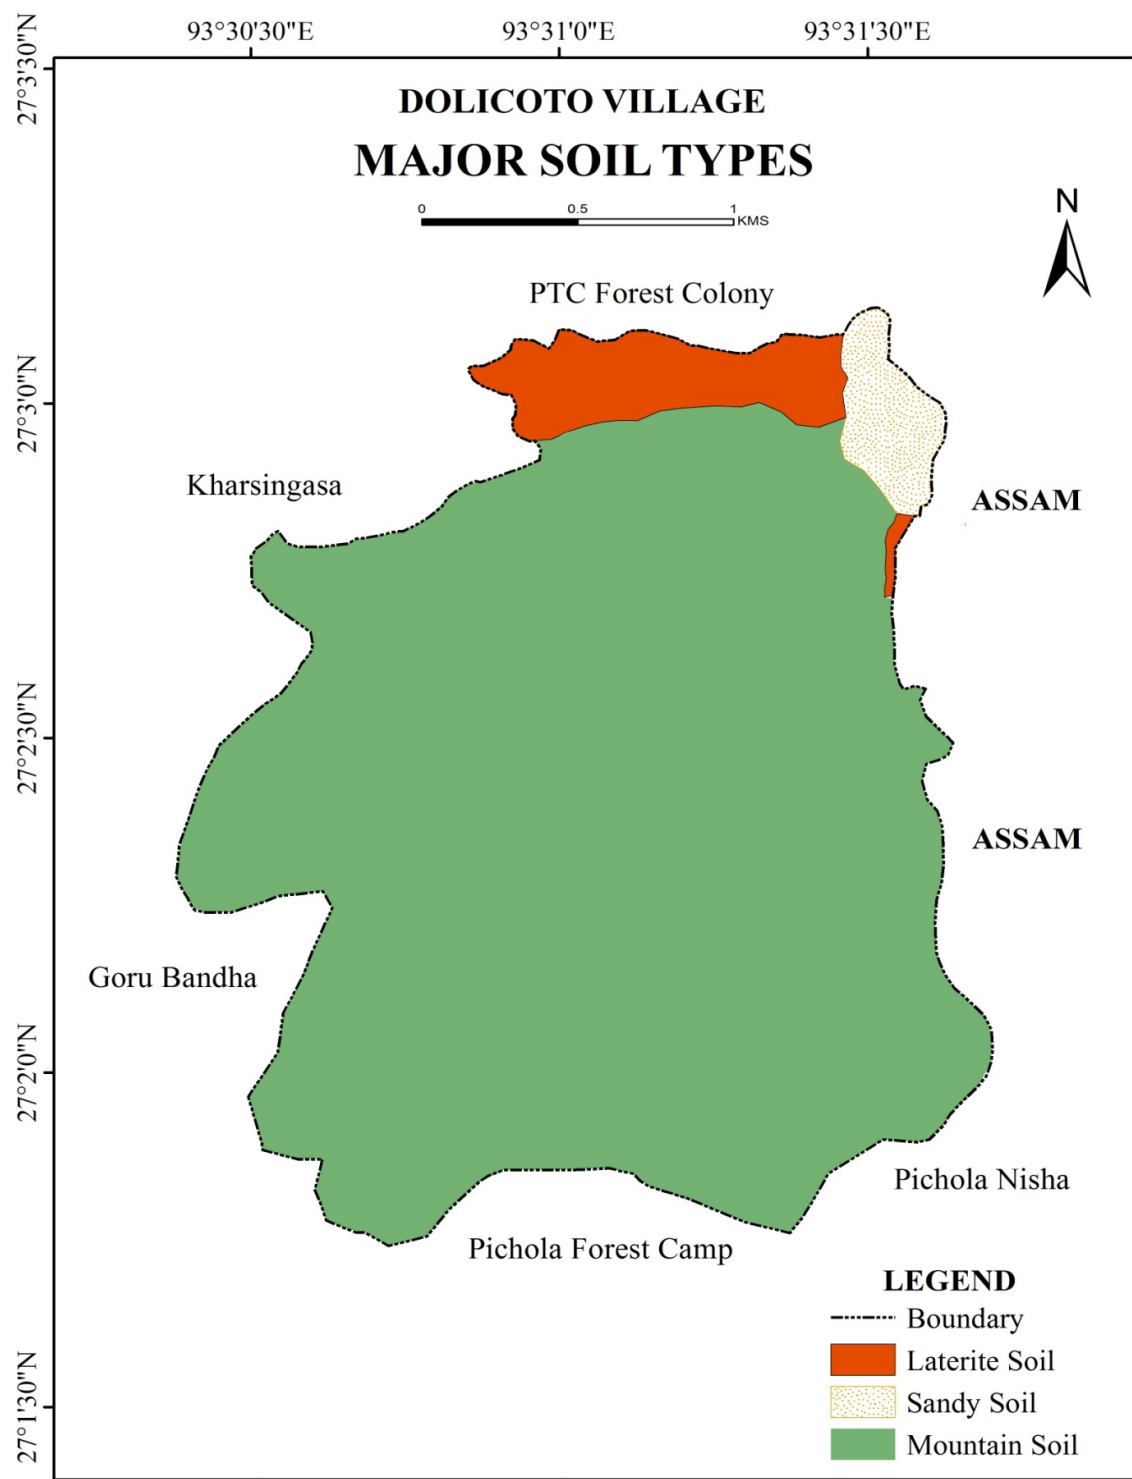 93°30'30"E
93°31'0"E
93°31'30"E
27°3'30"N
DOLICOTO VILLAGE
MAJOR SOIL TYPES
0 0.5 1
KMS
N
PTC Forest Colony
27°3'0"N
Kharsingasa
ASSAM
27°2'30"N
ASSAM
Goru Bandha
27°2'0"N
Pichola Nisha
Pichola Forest Camp
LEGEND
Boundary
Laterite Soil
Sandy Soil
Mountain Soil
27°1'30"N